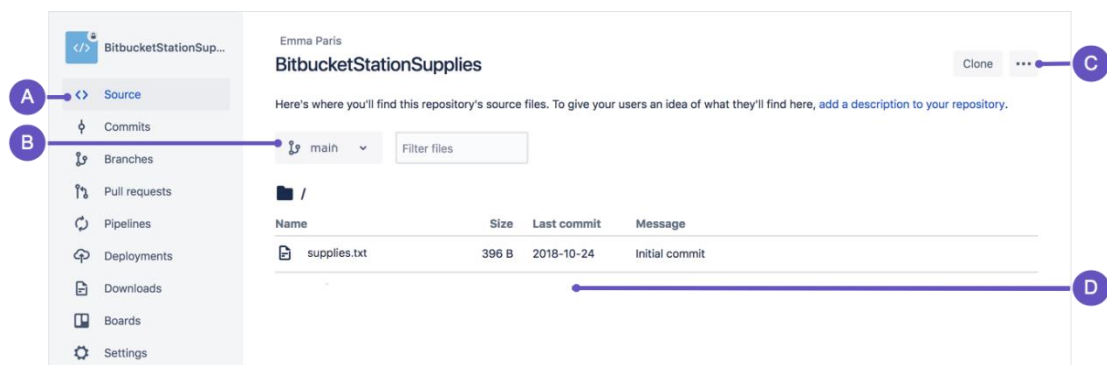 BitbucketStationSup...
Emma Paris
BitbucketStationSupplies
Clone
C
A
Source
Here's where you'll find this repository's source files. To give your users an idea of what they'll find here, add a description to your repository.
Commits
B
main
Filter files
Branches
Pull requests
/
Pipelines
Name Size Last commit Message
Deployments
supplies.txt 396 B 2018-10-24 Initial commit
Downloads
D
Boards
Settings